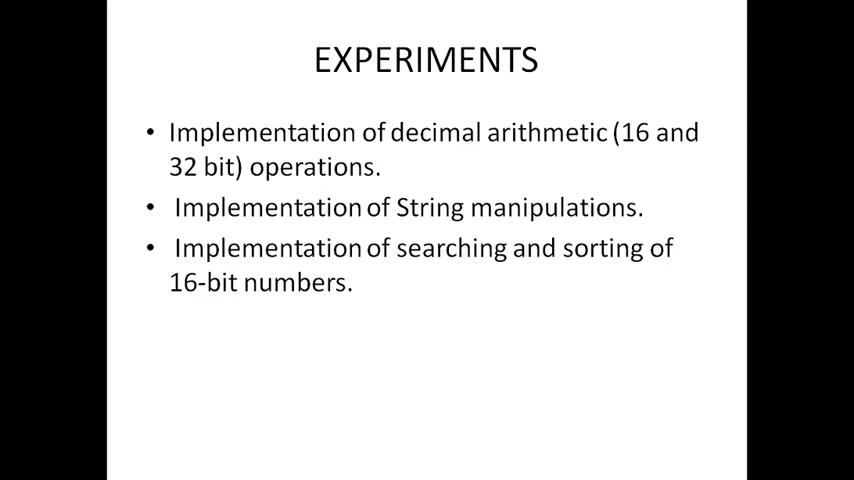 EXPERIMENTS
• Implementation of decimal arithmetic (16 and
32 bit) operations.
• Implementation of String manipulations.
• Implementation of searching and sorting of
16-bit numbers.